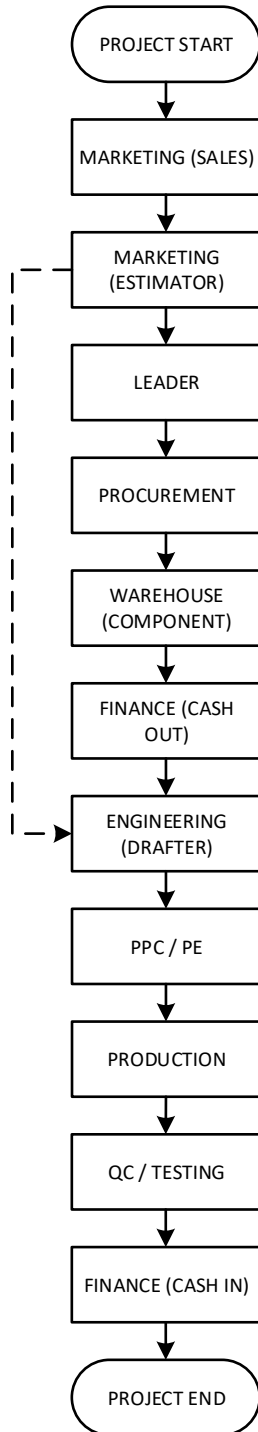 PROJECT START
MARKETING (SALES)
MARKETING
(ESTIMATOR)
LEADER
PROCUREMENT
WAREHOUSE
(COMPONENT)
FINANCE (CASH
OUT)
ENGINEERING
(DRAFTER)
PPC / PE
PRODUCTION
QC / TESTING
FINANCE (CASH IN)
PROJECT END